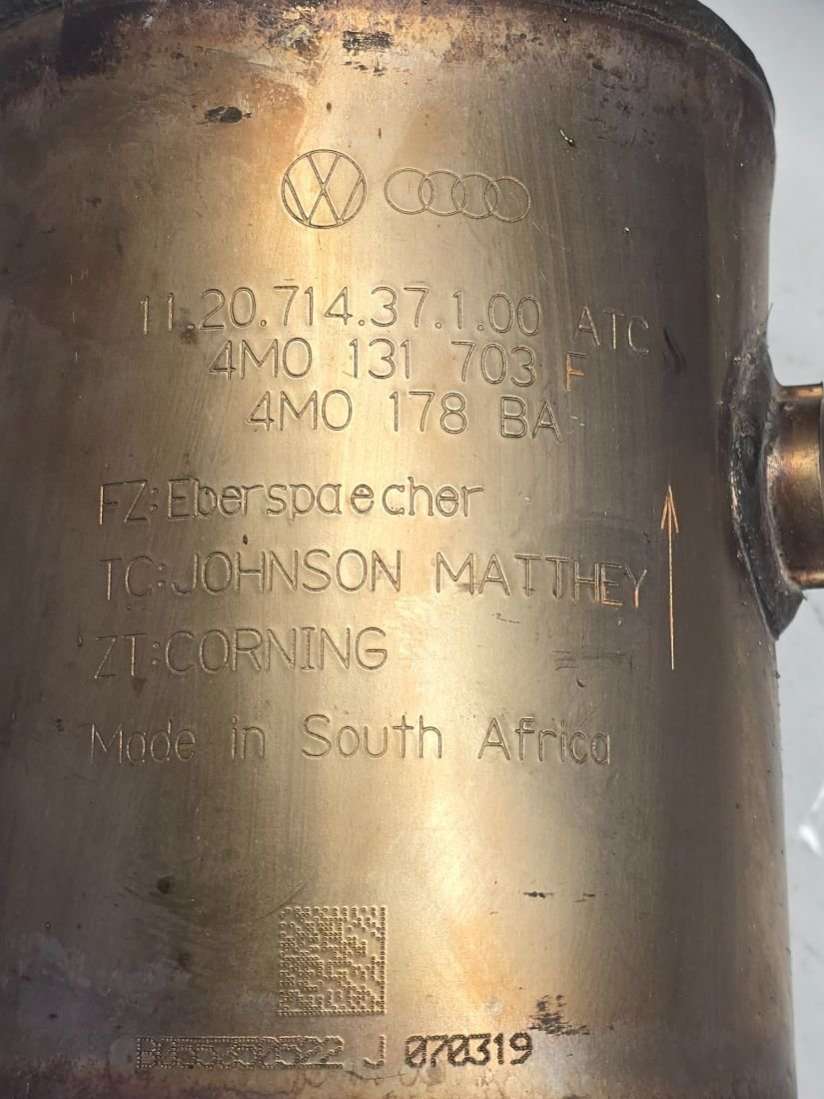 11.20.714.37.1.00 ATC
4M0 131 703 F
4M0 178 BA
FZ:Eberspaecher
TC:JOHNSON MATTHEY
ZT:CORNING
Made in South Africa
J 070319